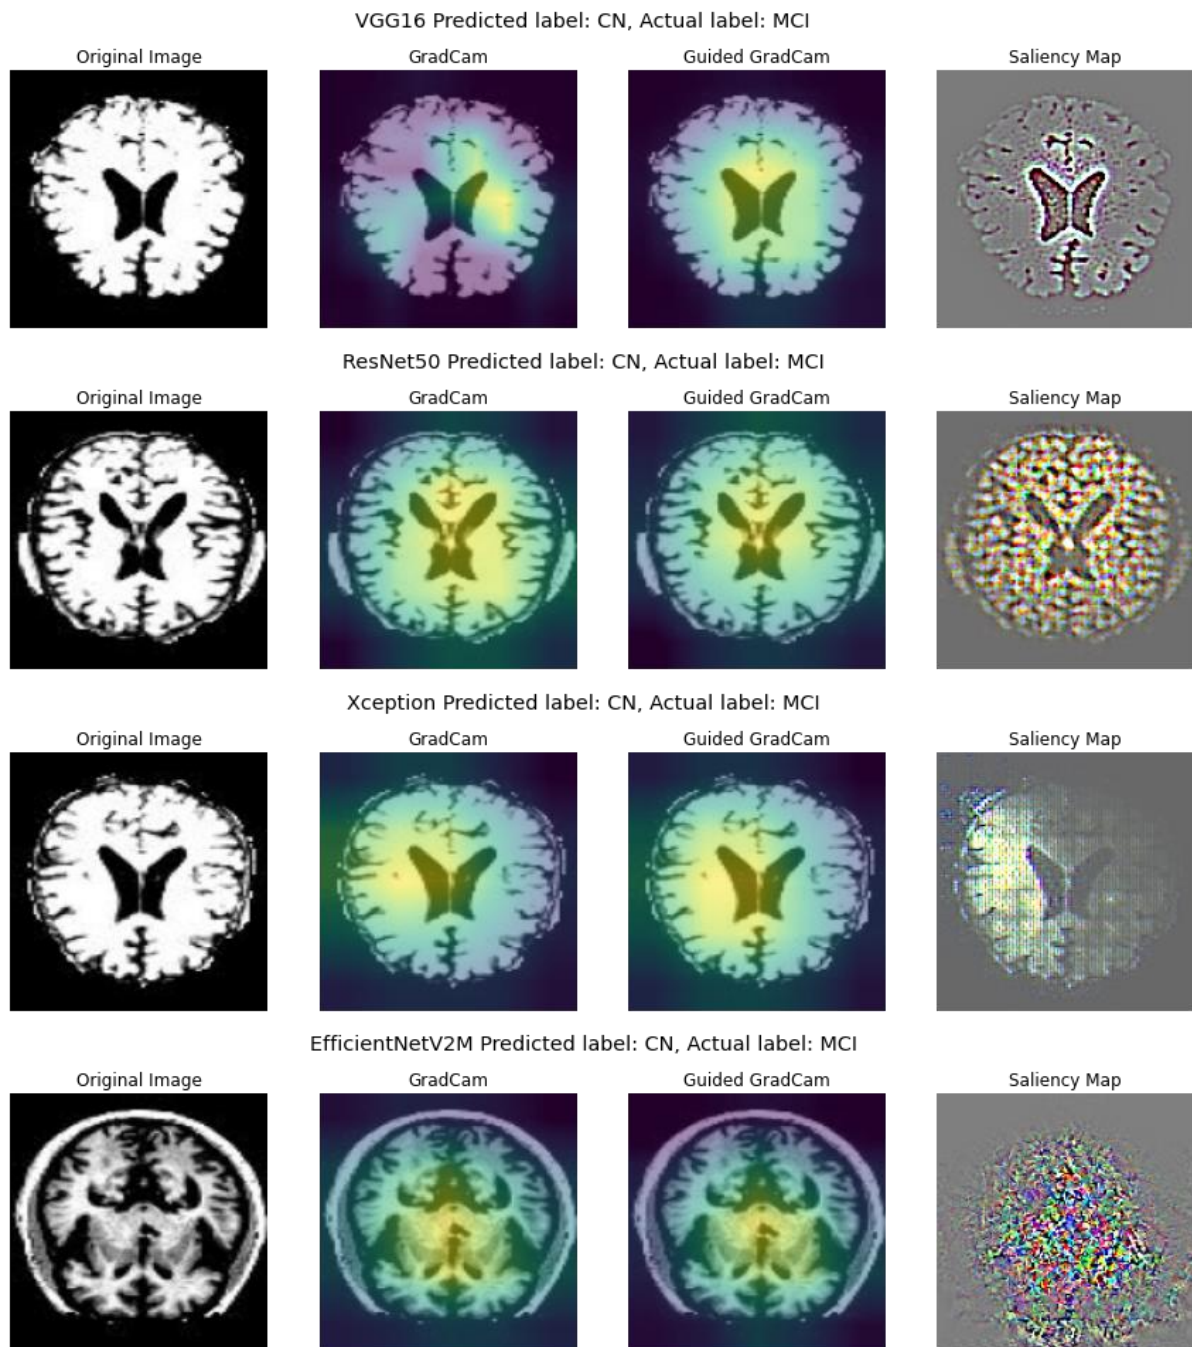 VGG16 Predicted label: CN, Actual label: MCI
Original Image
GradCam
Guided GradCam
Saliency Map
ResNet50 Predicted label: CN, Actual label: MCI
Original Image
GradCam
Guided GradCam
Saliency Map
Xception Predicted label: CN, Actual label: MCI
Original Image
GradCam
Guided GradCam
Saliency Map
EfficientNetV2M Predicted label: CN, Actual label: MCI
Original Image
GradCam
Guided GradCam
Saliency Map